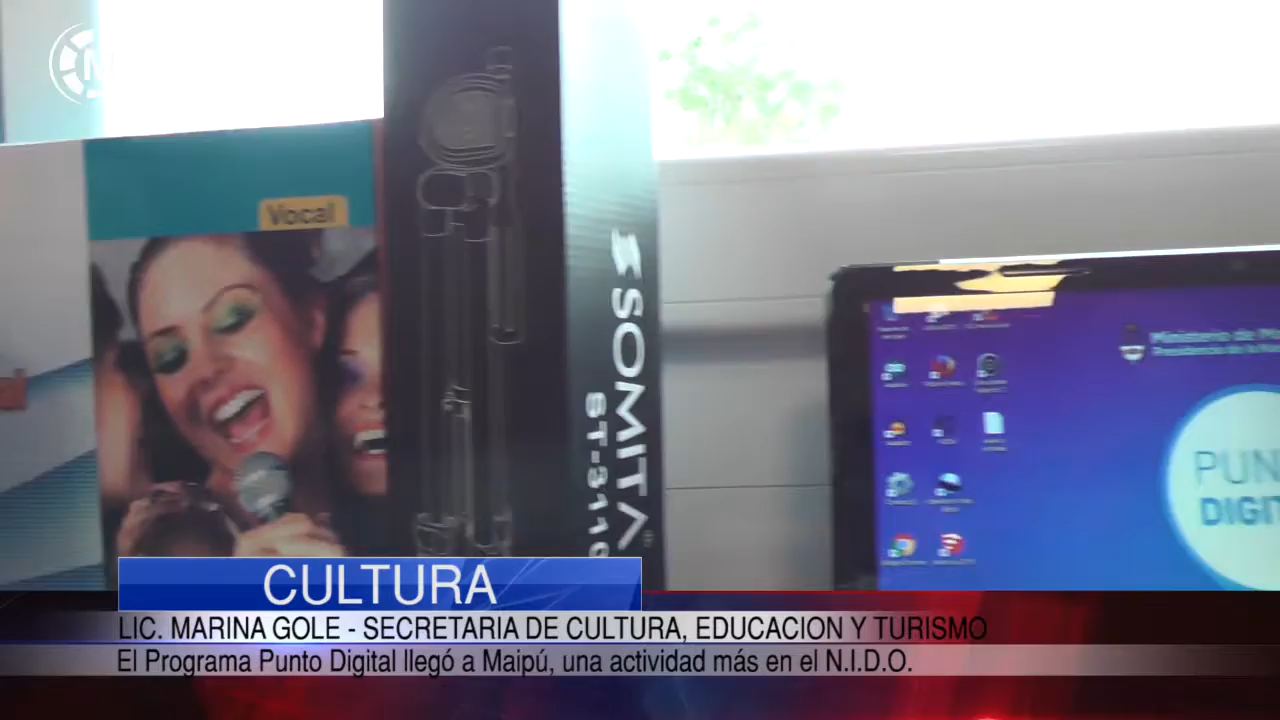 Vocal
SOMITA
ST-3110
PUN
DIGIT
CULTURA
LIC. MARINA GOLE - SECRETARIA DE CULTURA, EDUCACION Y TURISMO
El Programa Punto Digital llegó a Maipú, una actividad más en el N.I.D.O.